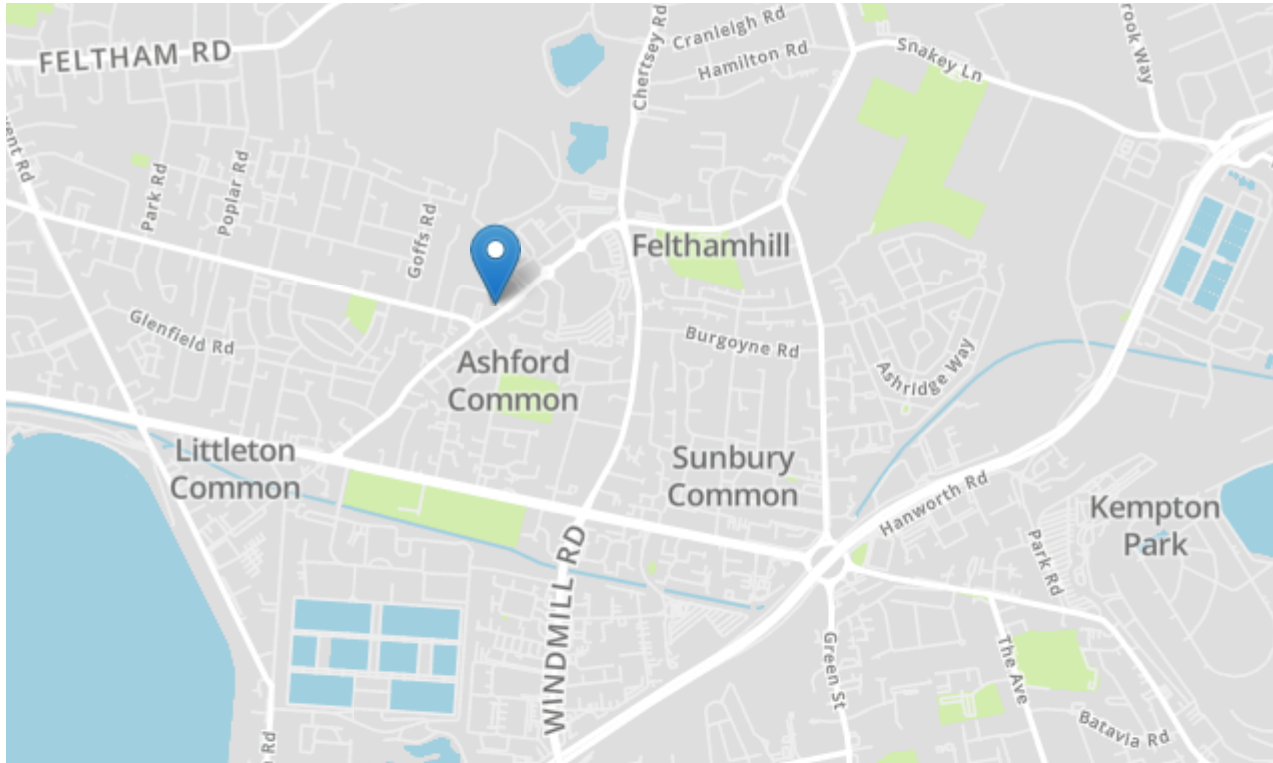 Cranleigh Rd
FELTHAM RD
Hamilton Rd
Snakey Ln
Chertsey Rd
rook Way
ent Rd
Park Rd
Poplar Rd
Goffs Rd
Felthamhill
Glenfield Rd
Burgoyne Rd
Ashridge Way
Ashford
Common
Littleton
Common
Sunbury
Common
Hanworth Rd
Kempton
Park
WINDMILL RD
Park Rd
Green St
The Ave
Batavia Rd
Rd